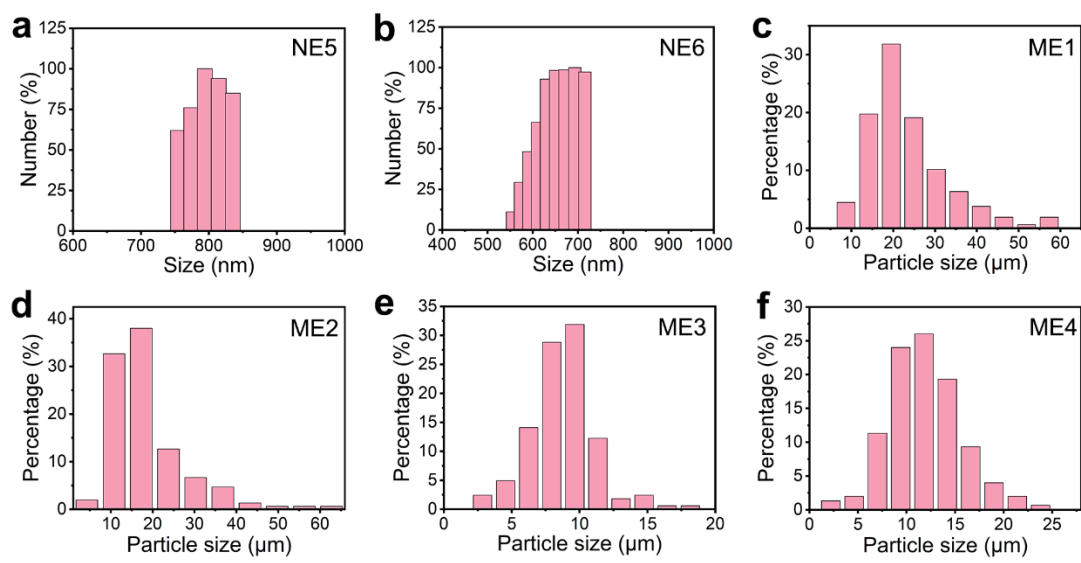 a
NE5
Number (%)
125
100
75
50
25
0
600 700 800 900 1000
Size (nm)
b
NE6
Number (%)
125
100
75
50
25
0
400 500 600 700 800 900 1000
Size (nm)
c
ME1
Percentage (%)
30
20
10
0
0 10 20 30 40 50 60
Particle size (µm)
d
ME2
Percentage (%)
40
30
20
10
0
10 20 30 40 50 60
Particle size (µm)
e
ME3
Percentage (%)
35
30
25
20
15
10
5
0
0 5 10 15 20
Particle size (µm)
f
ME4
Percentage (%)
30
25
20
15
10
5
0
0 5 10 15 20 25
Particle size (µm)